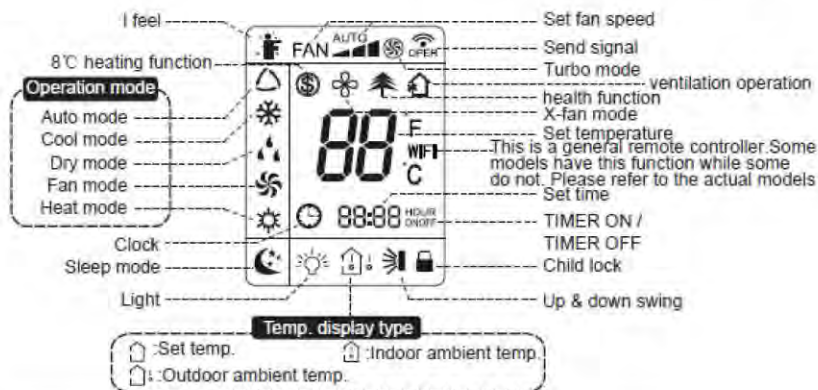 I feel
8℃ heating function
Operation mode
Auto mode
Cool mode
Dry mode
Fan mode
Heat mode
Clock
Sleep mode
Light
FAN
AUTO
OPER
88
F
WIFI
°C
88:88
HOUR
ONOFF
Set fan speed
Send signal
Turbo mode
ventilation operation
health function
X-fan mode
Set temperature
This is a general remote controller.Some
models have this function while some
do not. Please refer to the actual models
Set time
TIMER ON /
TIMER OFF
Child lock
Up & down swing
Temp. display type
:Set temp.
:Indoor ambient temp.
:Outdoor ambient temp.